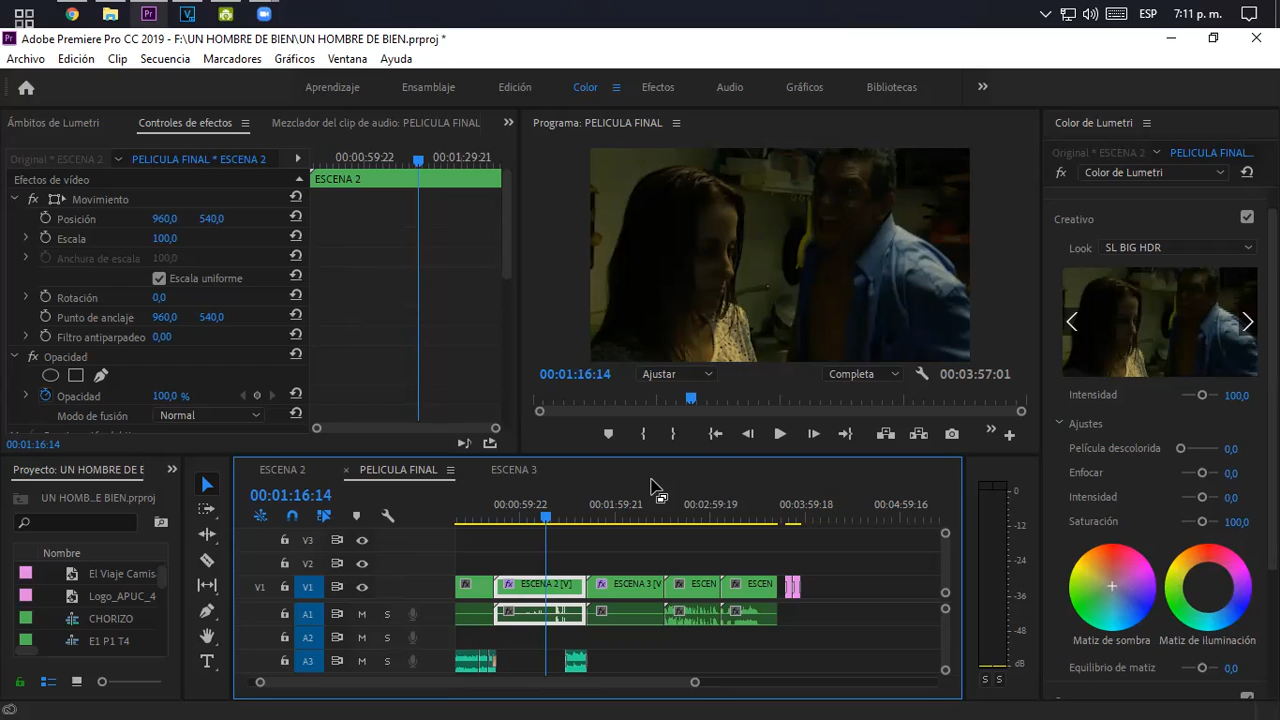 ESP
7:11 p. m.
Adobe Premiere Pro CC 2019 - F:\UN HOMBRE DE BIEN\UN HOMBRE DE BIEN.prproj *
Archivo Edición Clip Secuencia Marcadores Gráficos Ventana Ayuda
Aprendizaje Ensamblaje Edición Color Efectos Audio Gráficos Bibliotecas
Ámbitos de Lumetri Controles de efectos Mezclador del clip de audio: PELICULA FINAL
Original * ESCENA 2 PELICULA FINAL * ESCENA 2
00:00:59:22 00:01:29:21
Efectos de vídeo
ESCENA 2
Movimiento
Posición 960,0 540,0
Escala 100,0
Anchura de escala 100,0
Escala uniforme
Rotación 0,0
Punto de anclaje 960,0 540,0
Filtro antiparpadeo 0,00
Opacidad
Opacidad 100,0 %
Modo de fusión Normal
00:01:16:14
Programa: PELICULA FINAL
00:01:16:14 Ajustar Completa 00:03:57:01
Color de Lumetri
Original * ESCENA 2 PELICULA FINAL...
fx Color de Lumetri
Creativo
Look SL BIG HDR
Intensidad 100,0
Ajustes
Película descolorida 0,0
Enfocar 0,0
Intensidad 0,0
Saturación 100,0
Matiz de sombra Matiz de iluminación
Equilibrio de matiz 0,0
Proyecto: UN HOMBRE DE B
UN HOMB...E BIEN.prproj
Nombre
El Viaje Camis
Logo_APUC_4
CHORIZO
E1 P1 T4
ESCENA 2 PELICULA FINAL ESCENA 3
00:01:16:14
00:00:59:22 00:01:59:21 00:02:59:19 00:03:59:18 00:04:59:16
V3
V2
V1 V1 ESCENA 2 [V] ESCENA 3 [V ESCEN ESCEN
A1 M S
A2 M S
A3 M S
0
-6
-12
-18
-24
-30
-36
-42
-48
-54
dB
S S